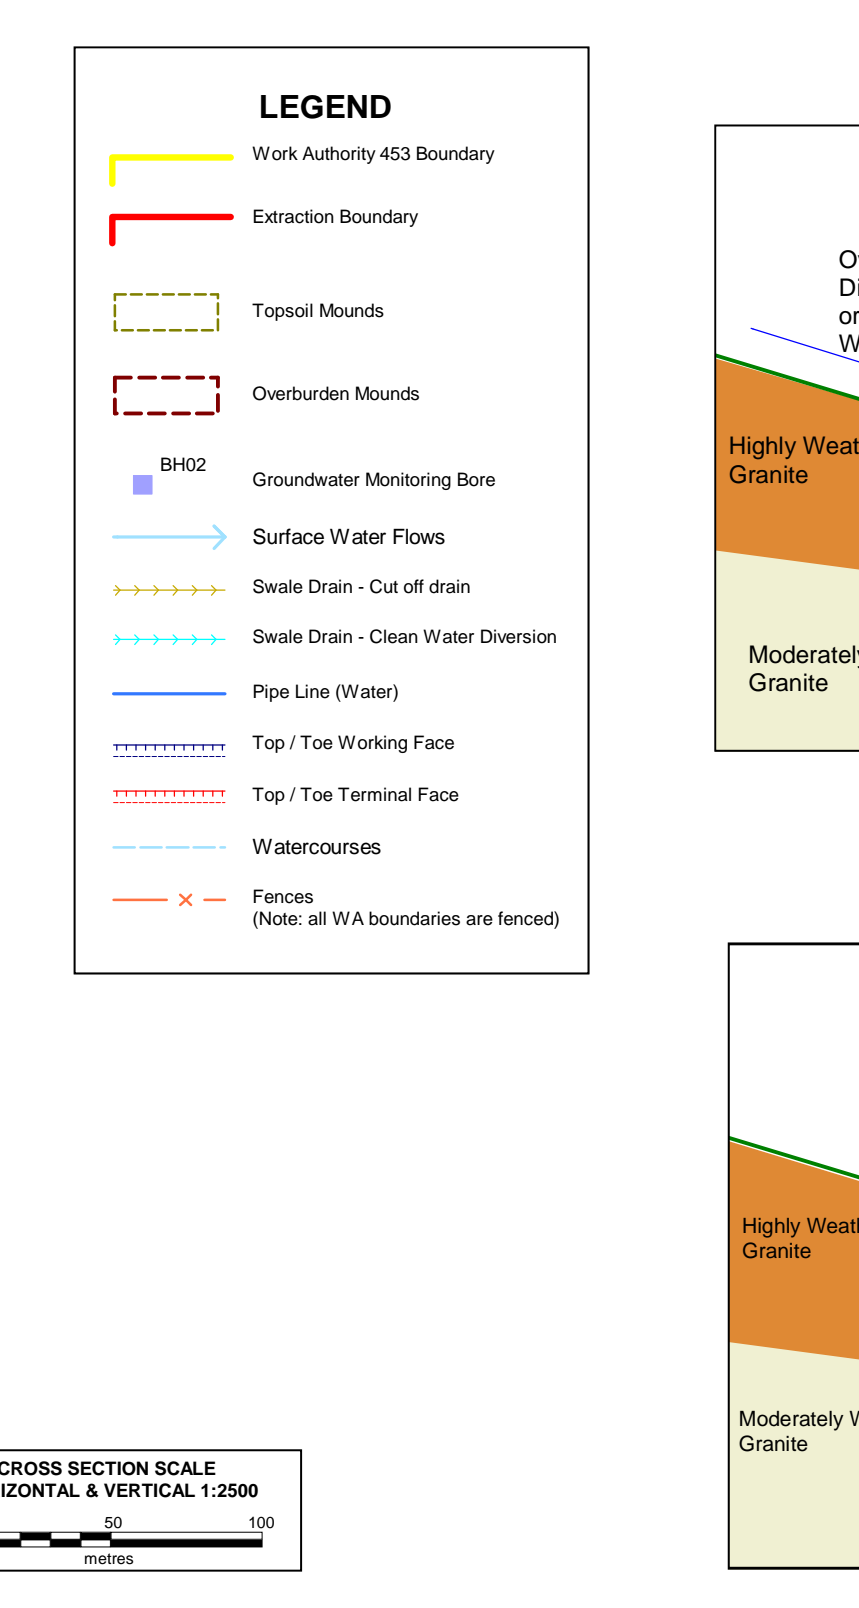 LEGEND
Work Authority 453 Boundary
Extraction Boundary
Topsoil Mounds
Overburden Mounds
BH02
Groundwater Monitoring Bore
Surface Water Flows
Swale Drain - Cut off drain
Swale Drain - Clean Water Diversion
Pipe Line (Water)
Top / Toe Working Face
Top / Toe Terminal Face
Watercourses
Fences
(Note: all WA boundaries are fenced)
or
Highly Weat
Granite
Moderately
Granite
Highly Weat
Granite
Moderately W
Granite
CROSS SECTION SCALE
IZONTAL & VERTICAL 1:2500
50 100
metres